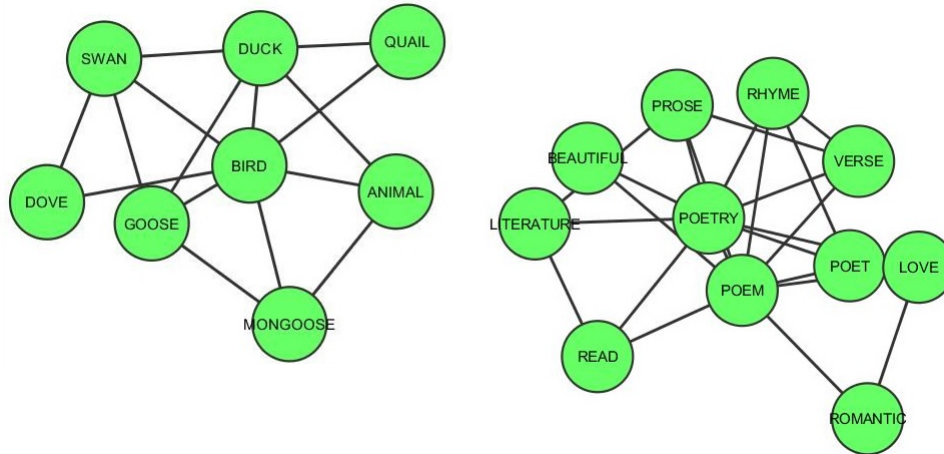 SWAN
DUCK
QUAIL
BIRD
DOVE
GOOSE
ANIMAL
MONGOOSE
PROSE
RHYME
BEAUTIFUL
VERSE
LITERATURE
POETRY
POET
LOVE
POEM
READ
ROMANTIC